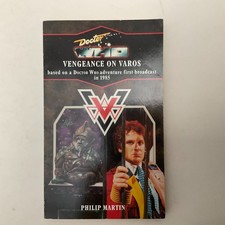 Doctor
WHO
VENGEANCE ON VAROS
based on a DOCTOR WHO adventure first broadcast
in 1985
PHILIP MARTIN